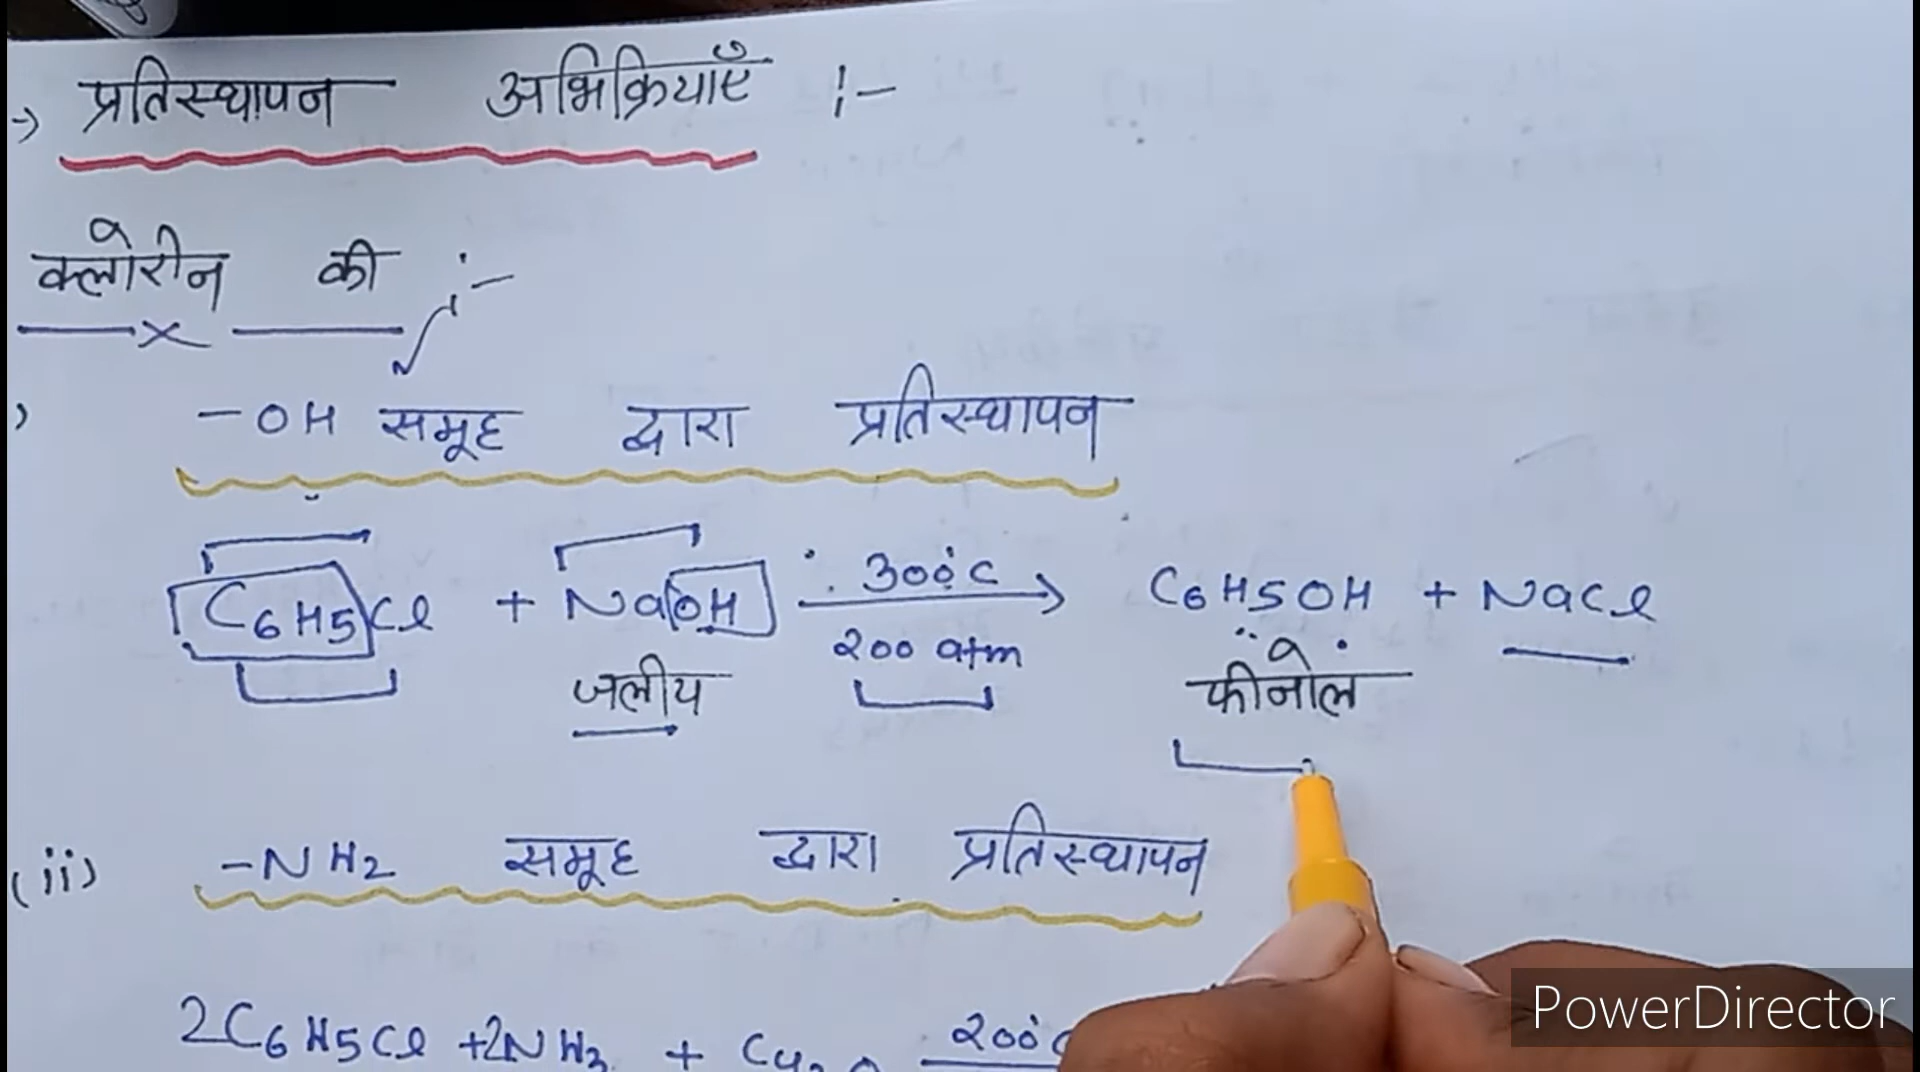 → प्रतिस्थापन अभिक्रियाएँ :-
क्लोरीन की :-
) -OH समूह द्वारा प्रतिस्थापन
C6H5Cl + NaOH 300°C 200 atm → C6H5OH + NaCl
जलीय फीनोल
(ii) -NH2 समूह द्वारा प्रतिस्थापन
2C6H5Cl + 2NH3 + Cu2O 200°C
PowerDirector